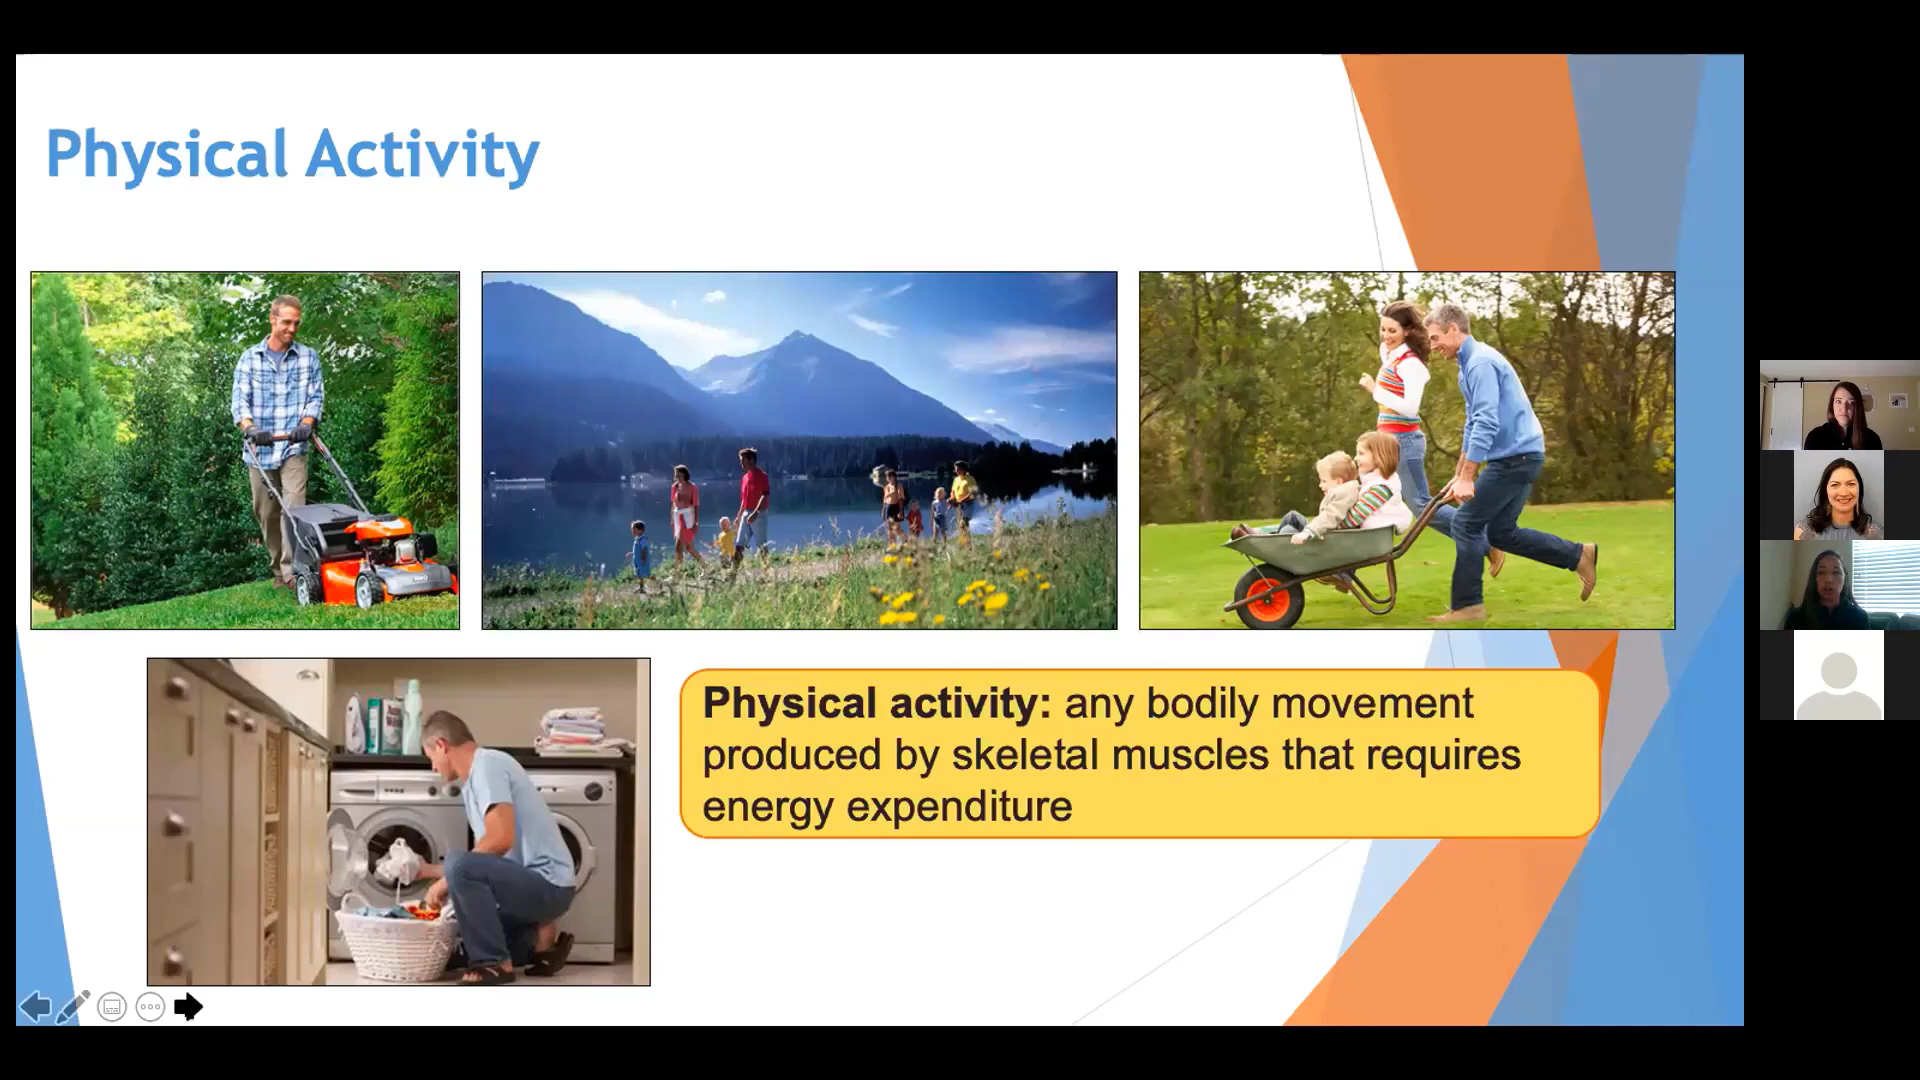 Physical Activity
Physical activity: any bodily movement
produced by skeletal muscles that requires
energy expenditure